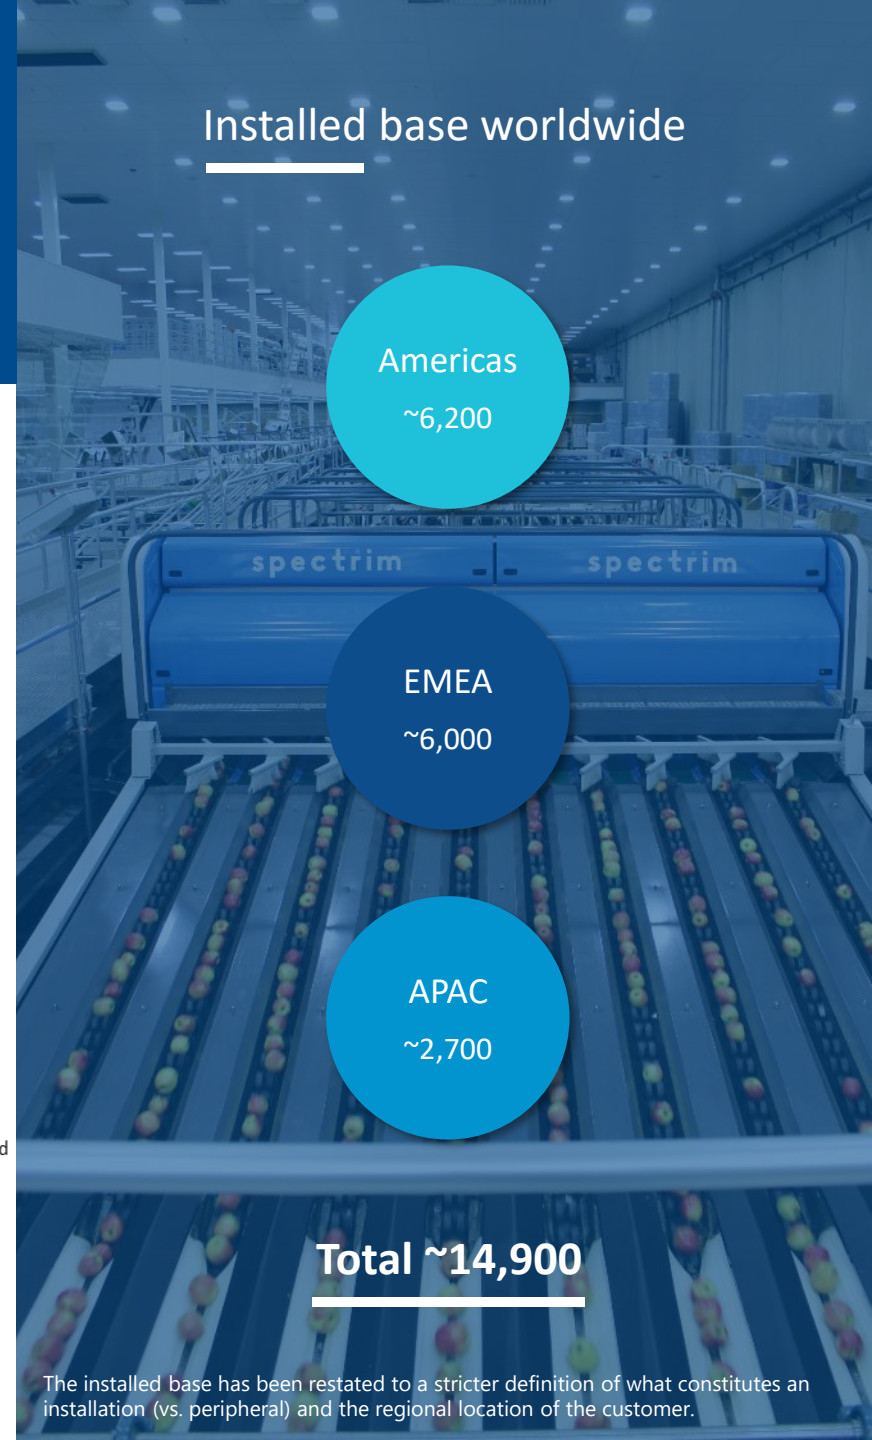 Installed base worldwide
Americas
~6,200
spectrim spectrim
EMEA
~6,000
APAC
~2,700
d
Total ~14,900
The installed base has been restated to a stricter definition of what constitutes an
installation (vs. peripheral) and the regional location of the customer.